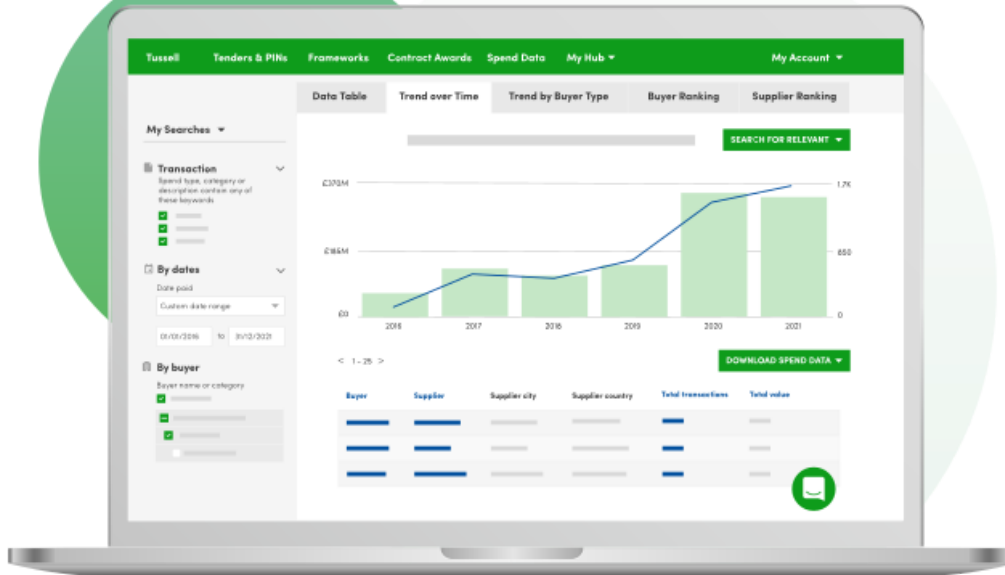 Tussell Tenders & PINs Frameworks Contract Awards Spend Data My Hub My Account
Data Table Trend over Time Trend by Buyer Type Buyer Ranking Supplier Ranking
My Searches
SEARCH FOR RELEVANT
Transaction
Spend type, category or
description contain any of
these keywords
By dates
Date paid
Custom date range
01/01/2016 to 31/12/2021
By buyer
Buyer name or category
£370M
£185M
£0
1.7K
850
0
2016 2017 2018 2019 2020 2021
< 1 - 25 >
DOWNLOAD SPEND DATA
Buyer Supplier Supplier city Supplier country Total transactions Total value